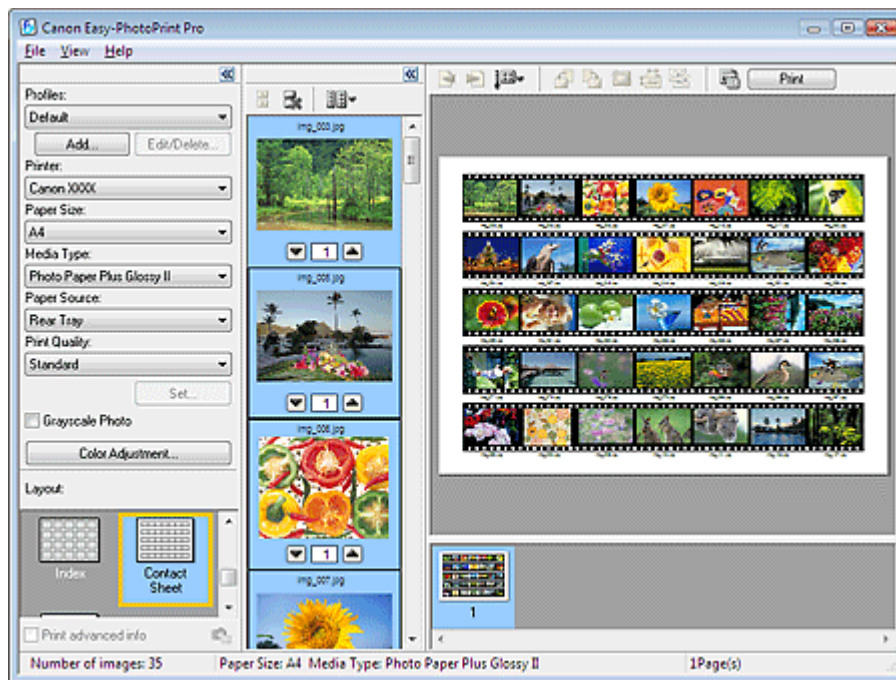 Canon Easy-PhotoPrint Pro
File View Help
Profiles:
Default
Add... Edit/Delete...
Printer:
Canon XXXX
Paper Size:
A4
Media Type:
Photo Paper Plus Glossy II
Paper Source:
Rear Tray
Print Quality:
Standard
Set...
Grayscale Photo
Color Adjustment...
Layout:
Index
Contact
Sheet
Print advanced info
img_003.jpg
1
img_005.jpg
1
img_006.jpg
1
img_007.jpg
Print
1
Number of images: 35 Paper Size: A4 Media Type: Photo Paper Plus Glossy II 1Page(s)